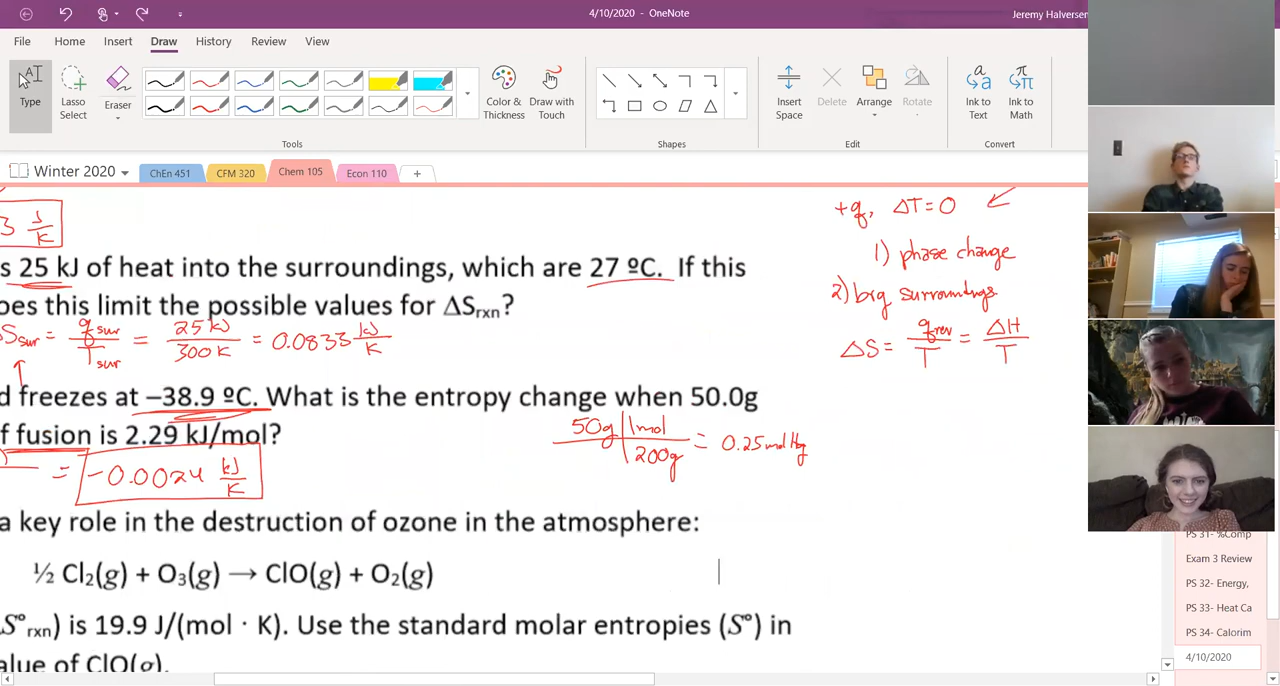 4/10/2020 - OneNote
Jeremy Halversen
File Home Insert Draw History Review View
Type
Lasso Select
Eraser
Color & Thickness
Draw with Touch
Insert Space
Delete
Arrange
Rotate
Ink to Text
Ink to Math
Tools
Shapes
Edit
Convert
Winter 2020
ChEn 451
CFM 320
Chem 105
Econ 110
3 J/K
+q, ΔT = 0
1) phase change
s 25 kJ of heat into the surroundings, which are 27 ºC. If this
2) big surroundings
oes this limit the possible values for ΔSrxn?
Ssur = qsur/Tsur = 25 kJ/300K = 0.0833 kJ/K
ΔS = qrev/T = ΔH/T
d freezes at –38.9 ºC. What is the entropy change when 50.0g
f fusion is 2.29 kJ/mol?
50g | 1mol / 200g = 0.25 mol Hg
= -0.0024 kJ/K
a key role in the destruction of ozone in the atmosphere:
½ Cl₂(g) + O₃(g) → ClO(g) + O₂(g)
S°rxn) is 19.9 J/(mol · K). Use the standard molar entropies (S°) in
alue of ClO(g).
PS 31- %Comp
Exam 3 Review
PS 32- Energy,
PS 33- Heat Ca
PS 34- Calorim
4/10/2020